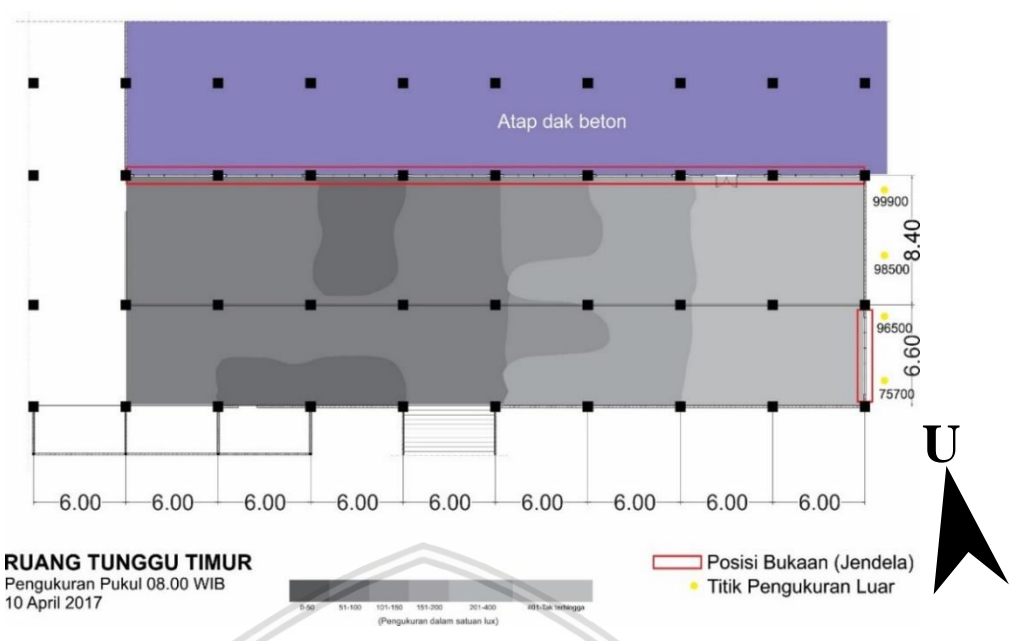 Atap dak beton
99900
8.40
98500
96500
6.60
75700
U
6.00 6.00 6.00 6.00 6.00 6.00 6.00 6.00 6.00
RUANG TUNGGU TIMUR
Pengukuran Pukul 08.00 WIB
10 April 2017
0-50 51-100 101-150 151-200 201-400 401-Tak terhingga
(Pengukuran dalam satuan lux)
Posisi Bukaan (Jendela)
Titik Pengukuran Luar